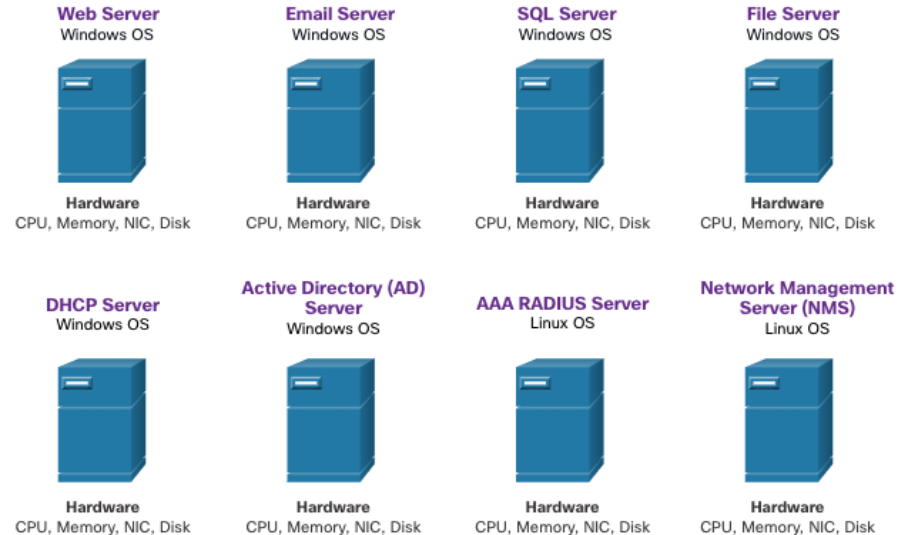 Web Server
Windows OS
Email Server
Windows OS
SQL Server
Windows OS
File Server
Windows OS
Hardware
CPU, Memory, NIC, Disk
Hardware
CPU, Memory, NIC, Disk
Hardware
CPU, Memory, NIC, Disk
Hardware
CPU, Memory, NIC, Disk
DHCP Server
Windows OS
Active Directory (AD)
Server
Windows OS
AAA RADIUS Server
Linux OS
Network Management
Server (NMS)
Linux OS
Hardware
CPU, Memory, NIC, Disk
Hardware
CPU, Memory, NIC, Disk
Hardware
CPU, Memory, NIC, Disk
Hardware
CPU, Memory, NIC, Disk